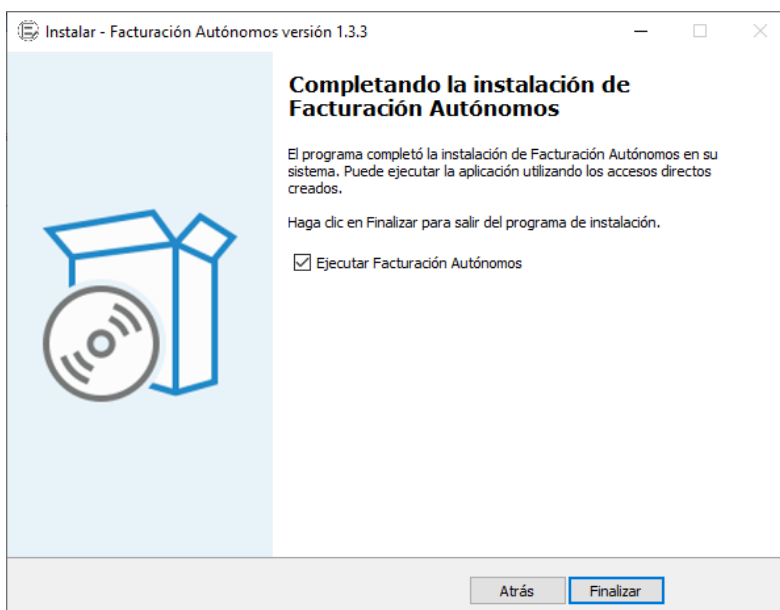 Instalar - Facturación Autónomos versión 1.3.3
Completando la instalación de
Facturación Autónomos
El programa completó la instalación de Facturación Autónomos en su
sistema. Puede ejecutar la aplicación utilizando los accesos directos
creados.
Haga clic en Finalizar para salir del programa de instalación.
Ejecutar Facturación Autónomos
Atrás
Finalizar